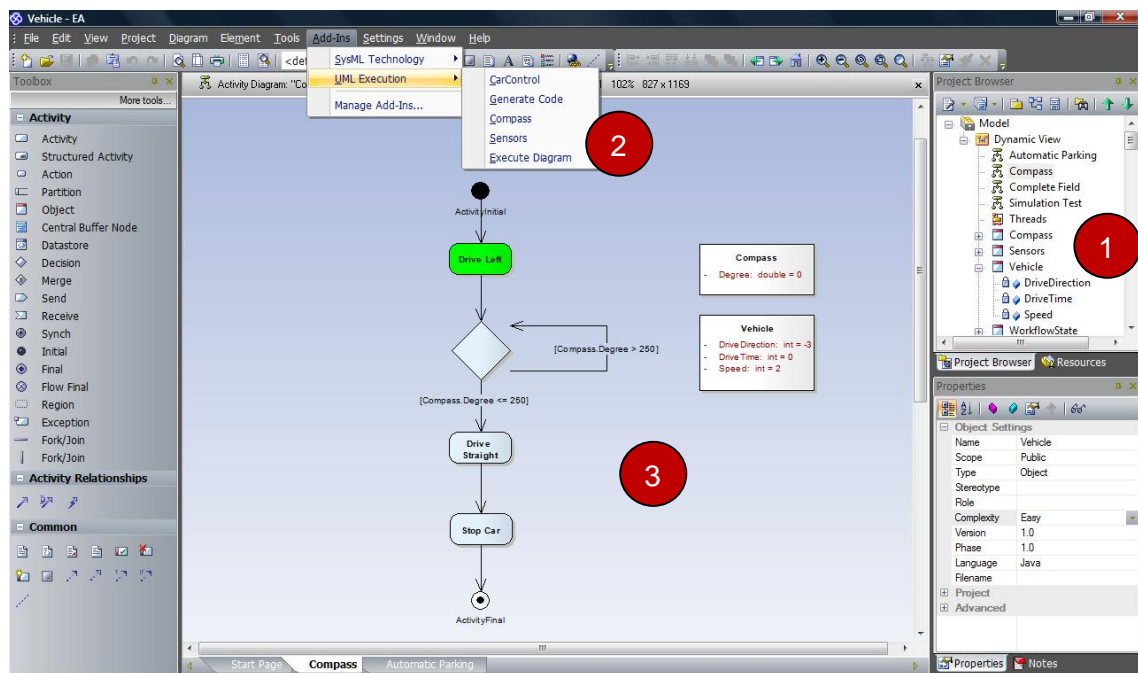 Vehicle - EA
File Edit View Project Diagram Element Tools Add-Ins Settings Window Help
<def
SysML Technology
UML Execution
Manage Add-Ins...
CarControl
Generate Code
Compass
Sensors
Execute Diagram
2
Toolbox
More tools...
Activity
Activity
Structured Activity
Action
Partition
Object
Central Buffer Node
Datastore
Decision
Merge
Send
Receive
Synch
Initial
Final
Flow Final
Region
Exception
Fork/Join
Fork/Join
Activity Relationships
Common
Activity Diagram: "Co
102% 827 x 1169
ActivityInitial
Drive Left
[Compass.Degree > 250]
[Compass.Degree <= 250]
Drive
Straight
Stop Car
ActivityFinal
Compass
- Degree: double = 0
Vehicle
- DriveDirection: int = -3
- DriveTime: int = 0
- Speed: int = 2
3
Start Page Compass Automatic Parking
Project Browser
Model
Dynamic View
Automatic Parking
Compass
Complete Field
Simulation Test
Threads
Compass
Sensors
Vehicle
DriveDirection
DriveTime
Speed
WorkflowState
1
Project Browser Resources
Properties
Object Settings
Name Vehicle
Scope Public
Type Object
Stereotype
Role
Complexity Easy
Version 1.0
Phase 1.0
Language Java
Filename
Project
Advanced
Properties Notes